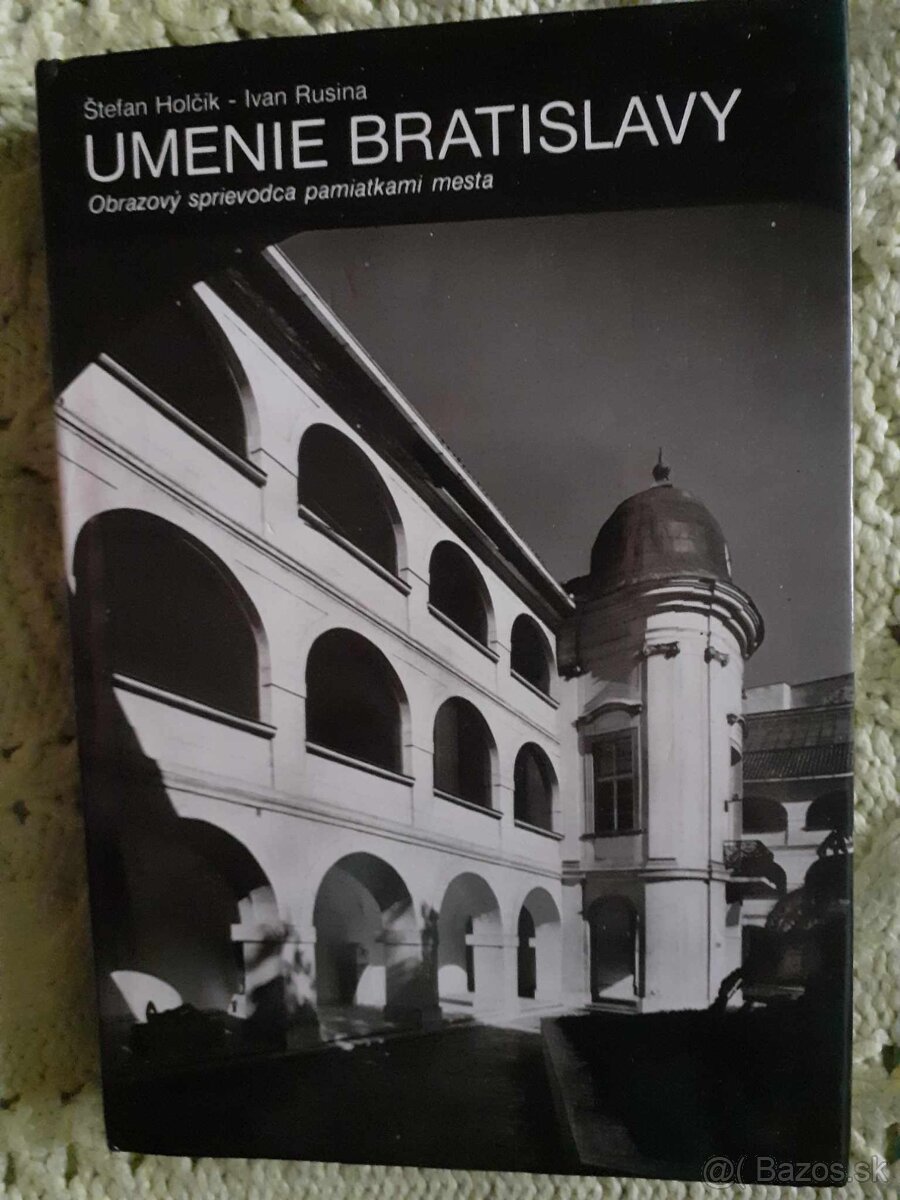 Štefan Holčík - Ivan Rusina
UMENIE BRATISLAVY
Obrazový sprievodca pamiatkami mesta
@( Bazos.sk